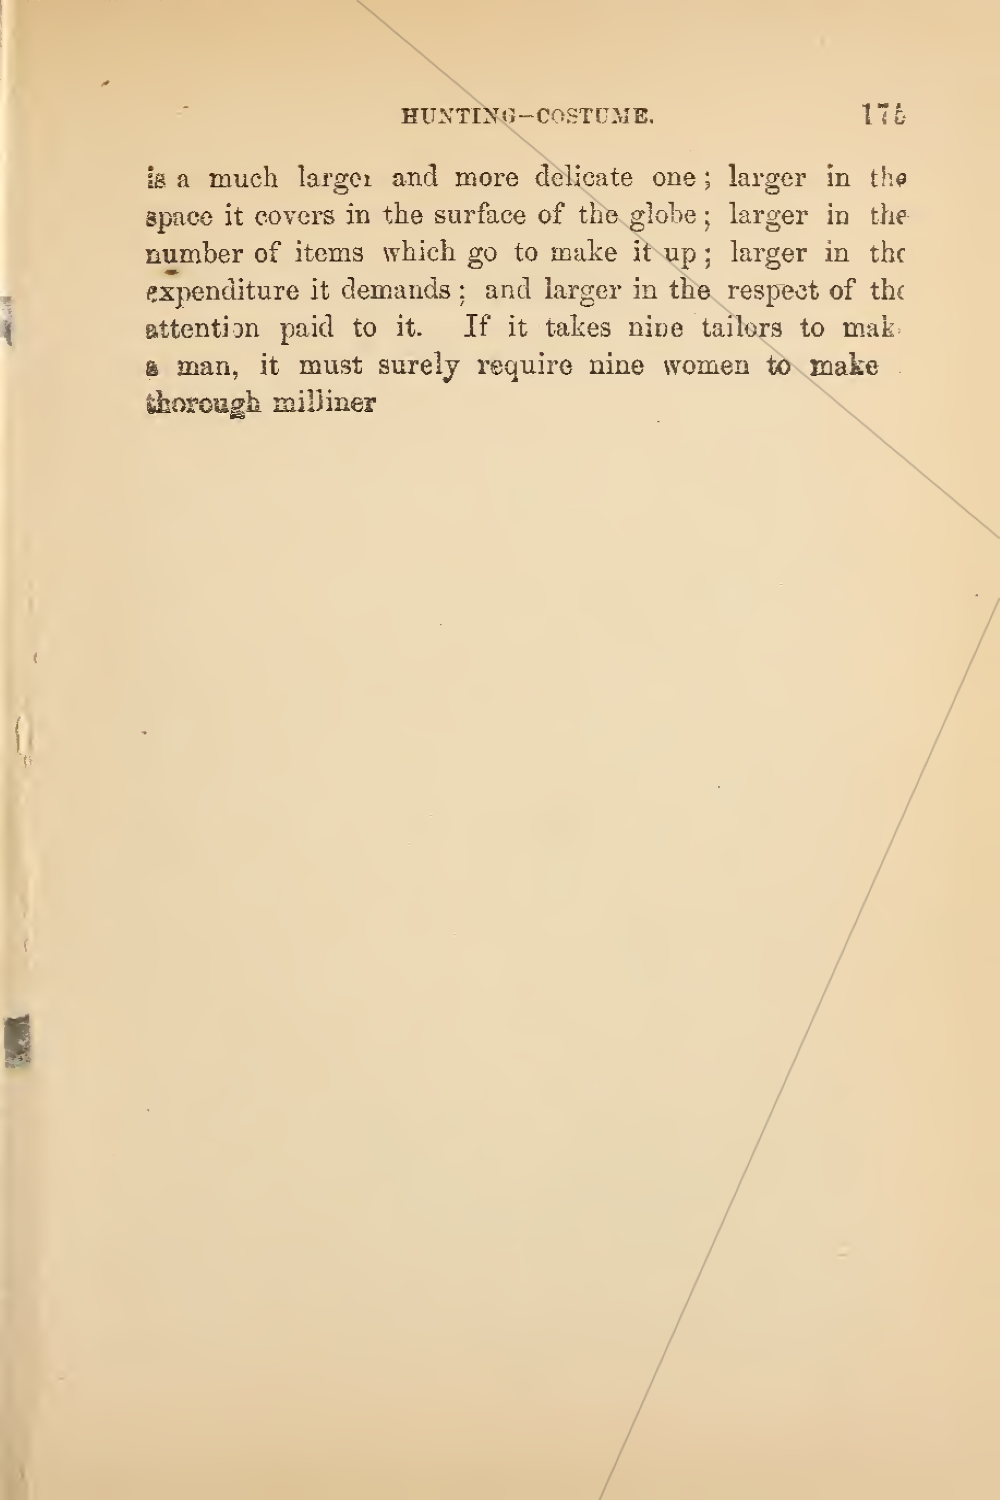 HUNTING-COSTUME. 175
is a much larger and more delicate one; larger in the
space it covers in the surface of the globe; larger in the
number of items which go to make it up; larger in the
expenditure it demands; and larger in the respect of the
attention paid to it. If it takes nine tailors to mak
a man, it must surely require nine women to make
thorough milliner